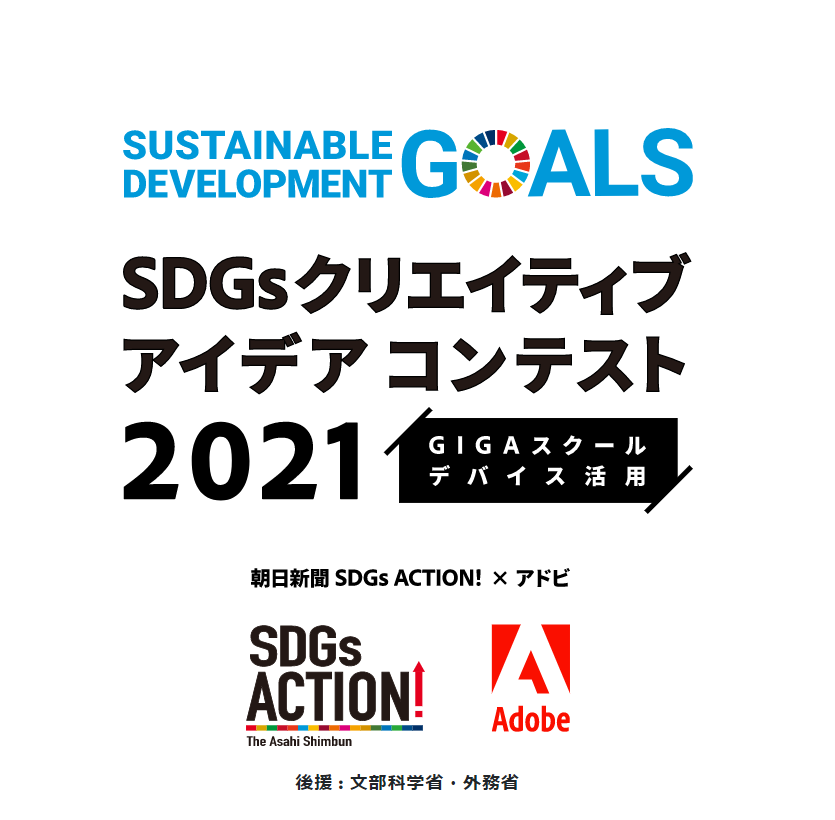 SUSTAINABLE
DEVELOPMENT
GOALS
SDGsクリエイティブ
アイデア コンテスト
2021
GIGAスクール
デバイス活用
朝日新聞 SDGs ACTION! × アドビ
SDGs
ACTION!
The Asahi Shimbun
Adobe
後援：文部科学省・外務省